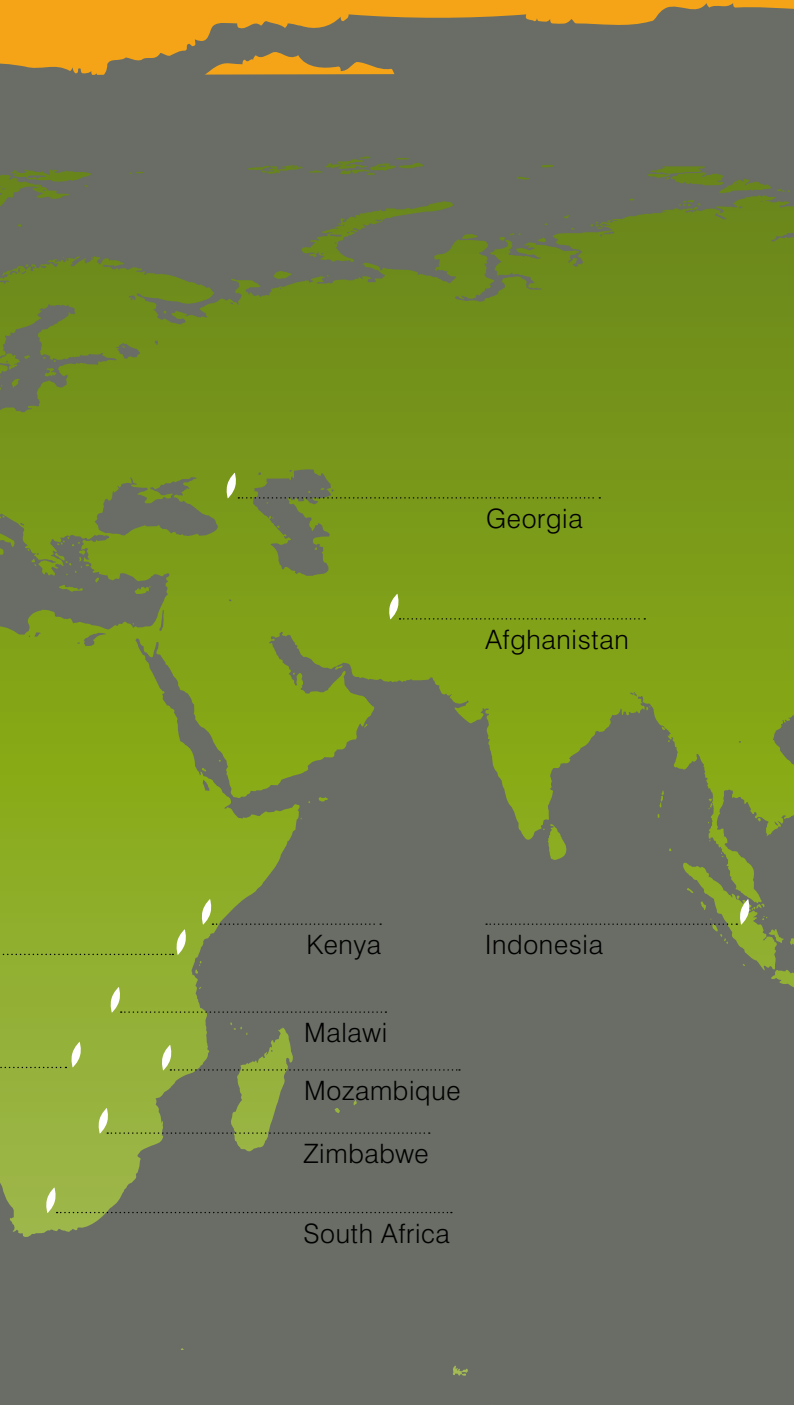 Georgia
Afghanistan
Kenya
Indonesia
Malawi
Mozambique
Zimbabwe
South Africa